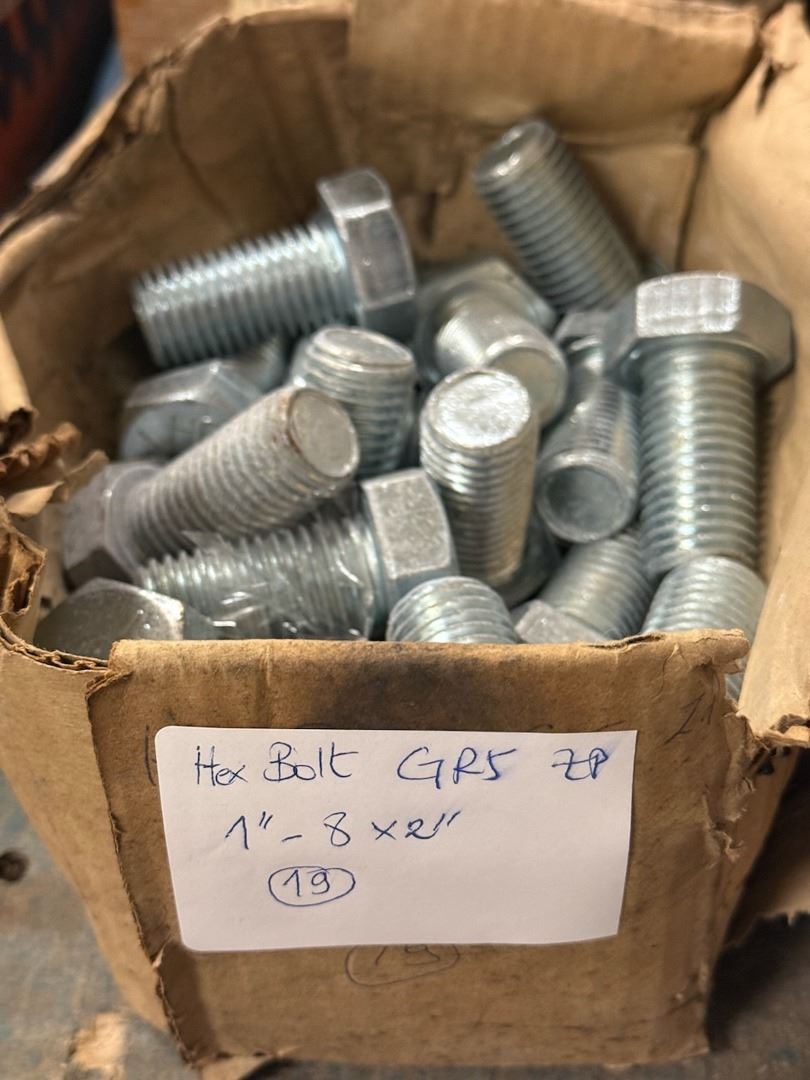 Hex Bolt GR5 ZP
1" - 8 x 2"
19